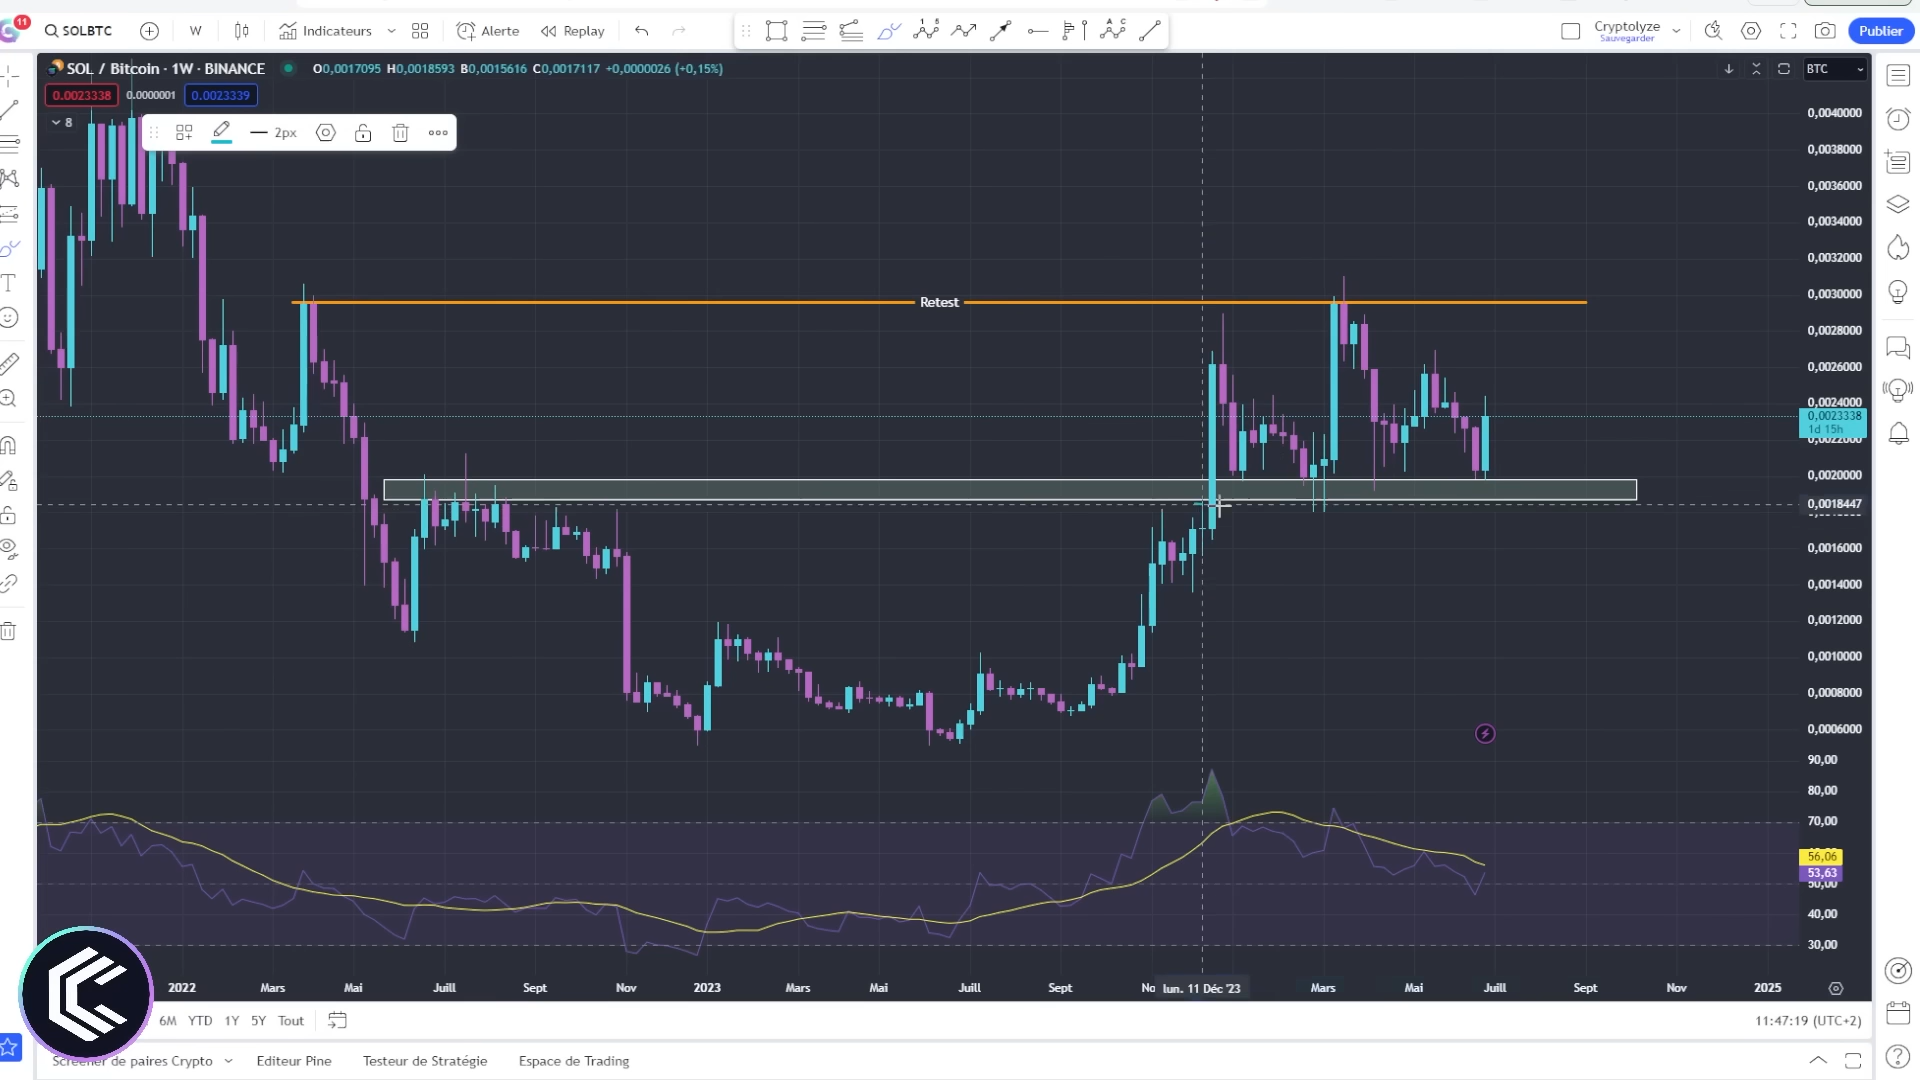 11
SOLBTC
W
Indicateurs
Alerte
Replay
Cryptolyze
Sauvegarder
Publier
SOL / Bitcoin · 1W · BINANCE
O0,0017095 H0,0018593 B0,0015616 C0,0017117 +0,0000026 (+0,15%)
BTC
0.0023338
0.0000001
0.0023339
8
2px
Retest
0,0040000
0,0038000
0,0036000
0,0034000
0,0032000
0,0030000
0,0028000
0,0026000
0,0024000
0,0023338
1d 15h
0,0022000
0,0020000
0,0018447
0,0016000
0,0014000
0,0012000
0,0010000
0,0008000
0,0006000
90,00
80,00
70,00
56,06
53,63
50,00
40,00
30,00
2022
Mars
Mai
Juill
Sept
Nov
2023
Mars
Mai
Juill
Sept
No
lun. 11 Déc '23
Mars
Mai
Juill
Sept
Nov
2025
6M
YTD
1Y
5Y
Tout
11:47:19 (UTC+2)
Screener de paires Crypto
Editeur Pine
Testeur de Stratégie
Espace de Trading